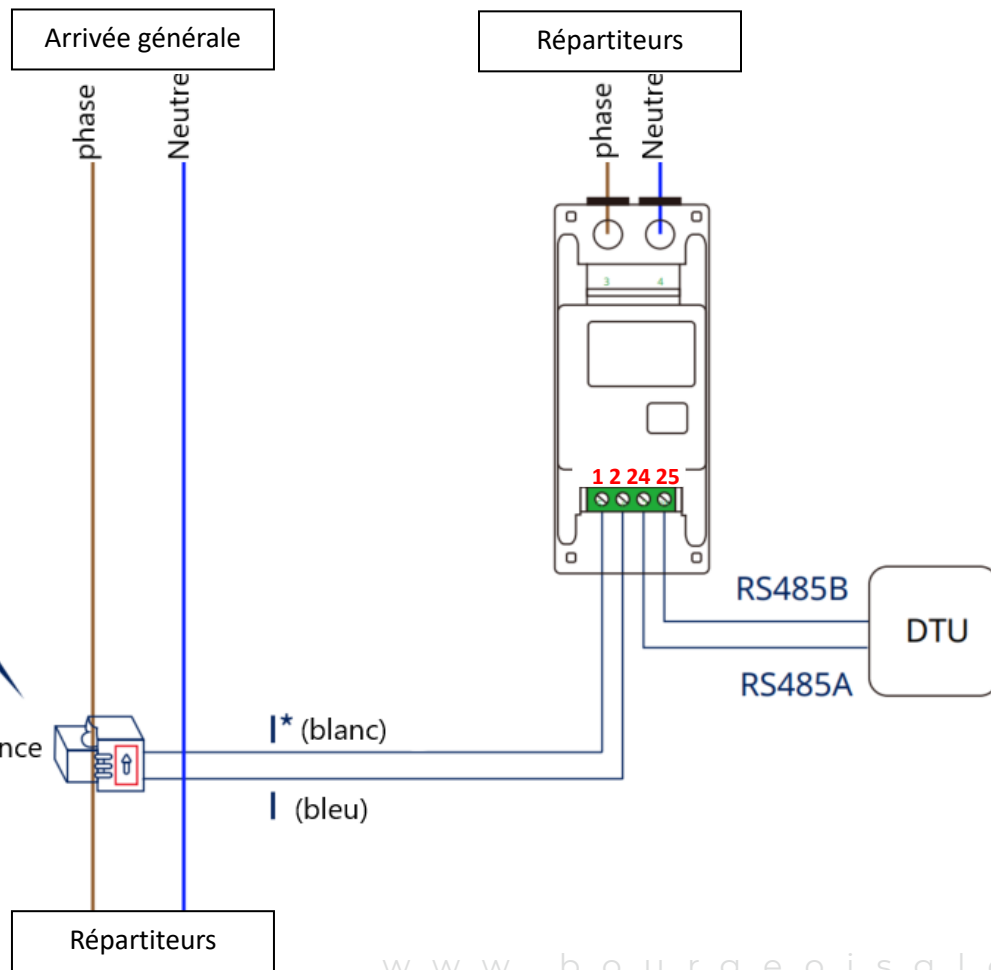 Arrivée générale
Répartiteurs
phase
Neutre
phase
Neutre
3
4
1 2 24 25
RS485B
DTU
RS485A
I* (blanc)
I (bleu)
Répartiteurs